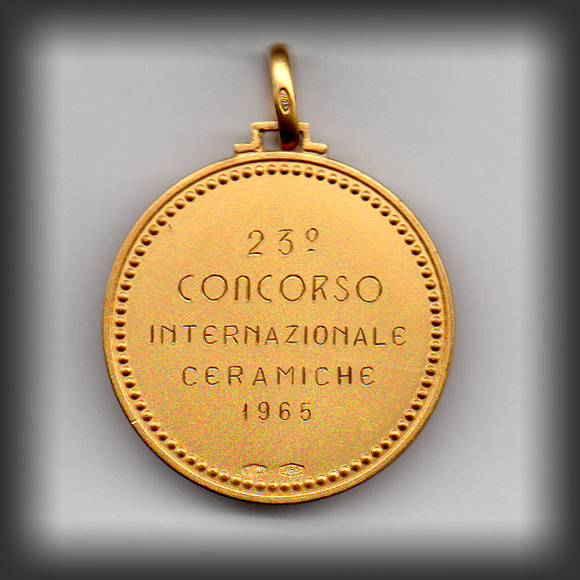 23º
CONCORSO
INTERNAZIONALE
CERAMICHE
1965